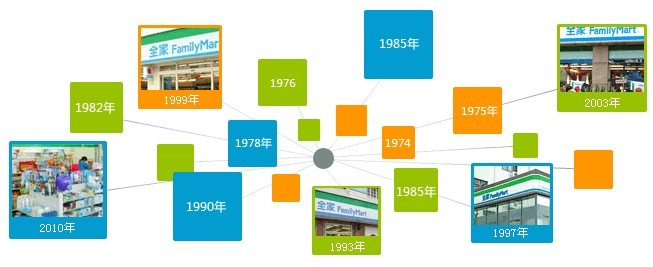 1985年
全家 FamilyMart
1999年
1976
全家 FamilyMart
2003年
1982年
1975年
1978年
1974
2010年
1990年
全家 FamilyMart
1993年
1985年
全家 FamilyMart
1997年